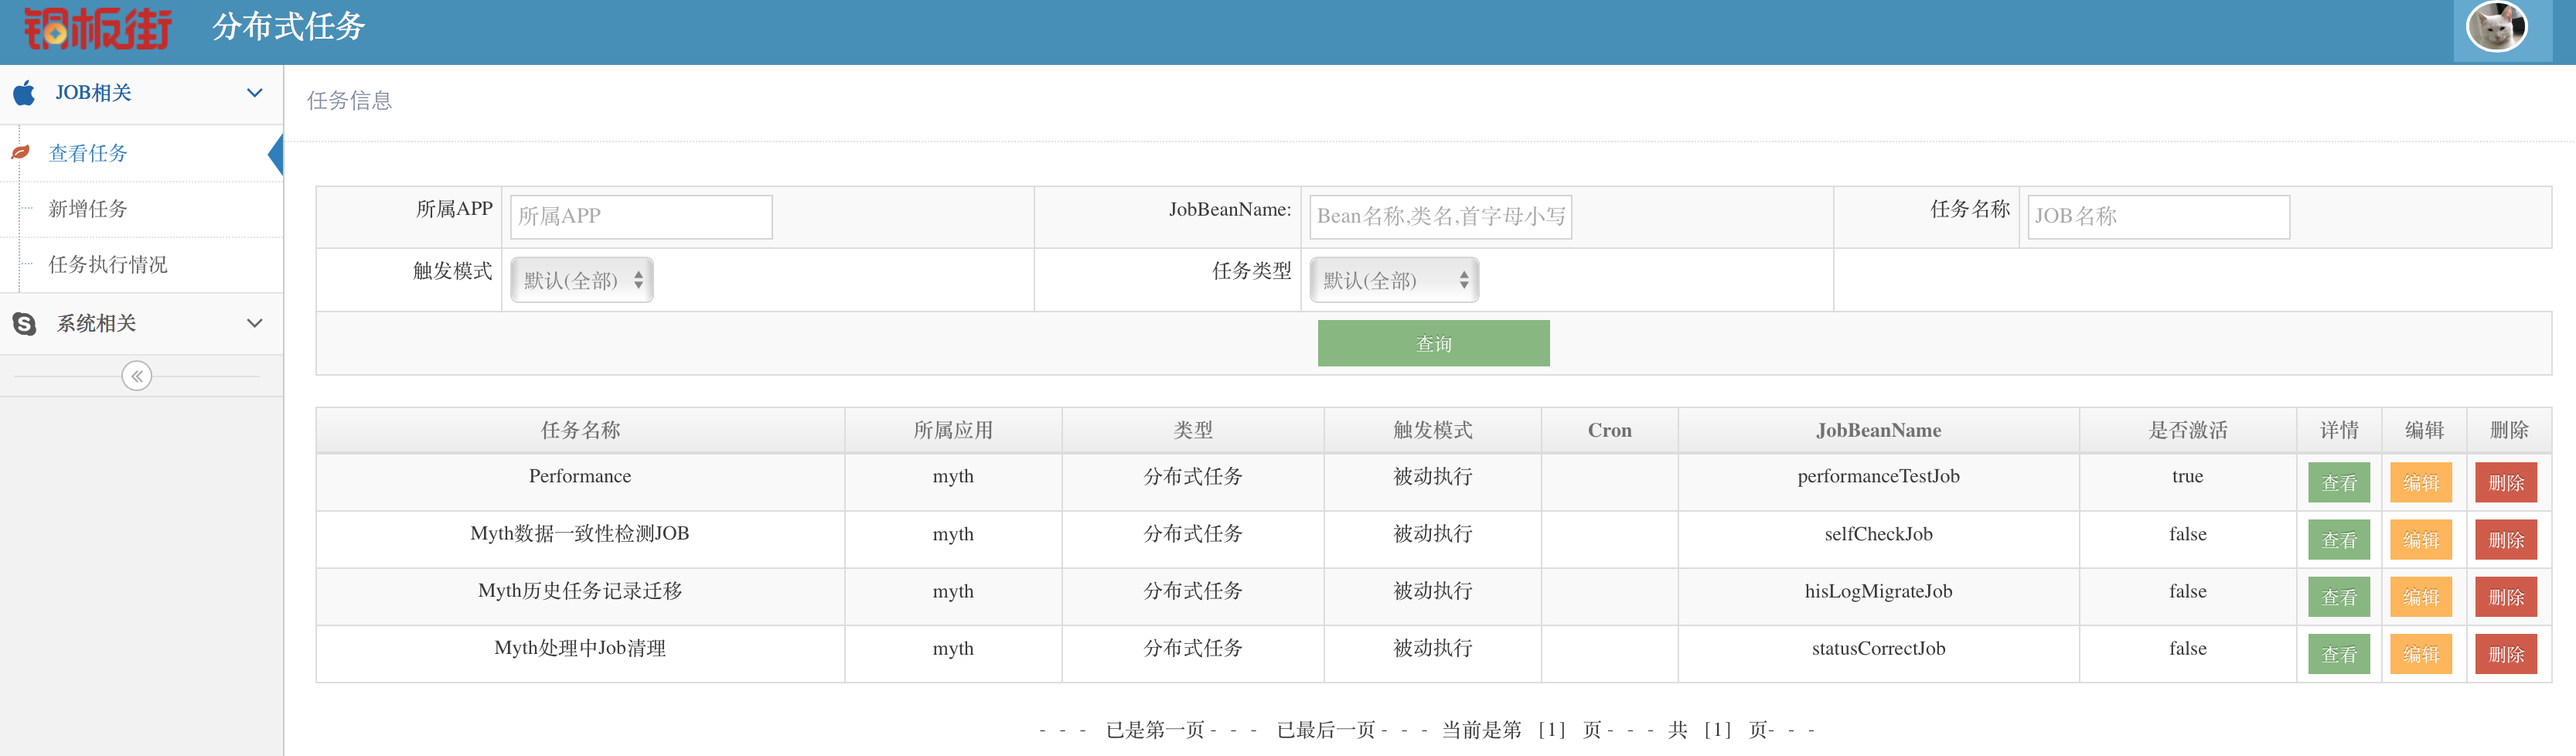 铜板街 分布式任务
JOB相关
查看任务
新增任务
任务执行情况
系统相关
任务信息
所属APP 所属APP JobBeanName: Bean名称,类名,首字母小写 任务名称 JOB名称
触发模式 默认(全部) 任务类型 默认(全部)
查询
任务名称 所属应用 类型 触发模式 Cron JobBeanName 是否激活 详情 编辑 删除
Performance myth 分布式任务 被动执行 performanceTestJob true 查看 编辑 删除
Myth数据一致性检测JOB myth 分布式任务 被动执行 selfCheckJob false 查看 编辑 删除
Myth历史任务记录迁移 myth 分布式任务 被动执行 hisLogMigrateJob false 查看 编辑 删除
Myth处理中Job清理 myth 分布式任务 被动执行 statusCorrectJob false 查看 编辑 删除
- - - 已是第一页 - - - 已最后一页 - - - 当前是第 [1] 页 - - - 共 [1] 页- - -